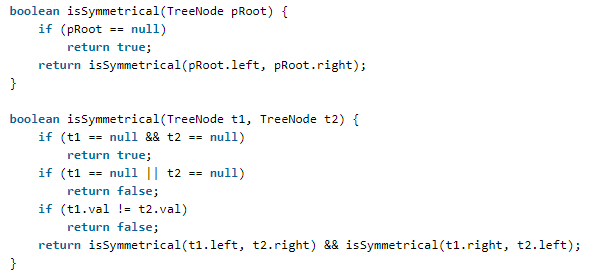 boolean isSymmetrical(TreeNode pRoot) {
    if (pRoot == null)
        return true;
    return isSymmetrical(pRoot.left, pRoot.right);
}
boolean isSymmetrical(TreeNode t1, TreeNode t2) {
    if (t1 == null && t2 == null)
        return true;
    if (t1 == null || t2 == null)
        return false;
    if (t1.val != t2.val)
        return false;
    return isSymmetrical(t1.left, t2.right) && isSymmetrical(t1.right, t2.left);
}